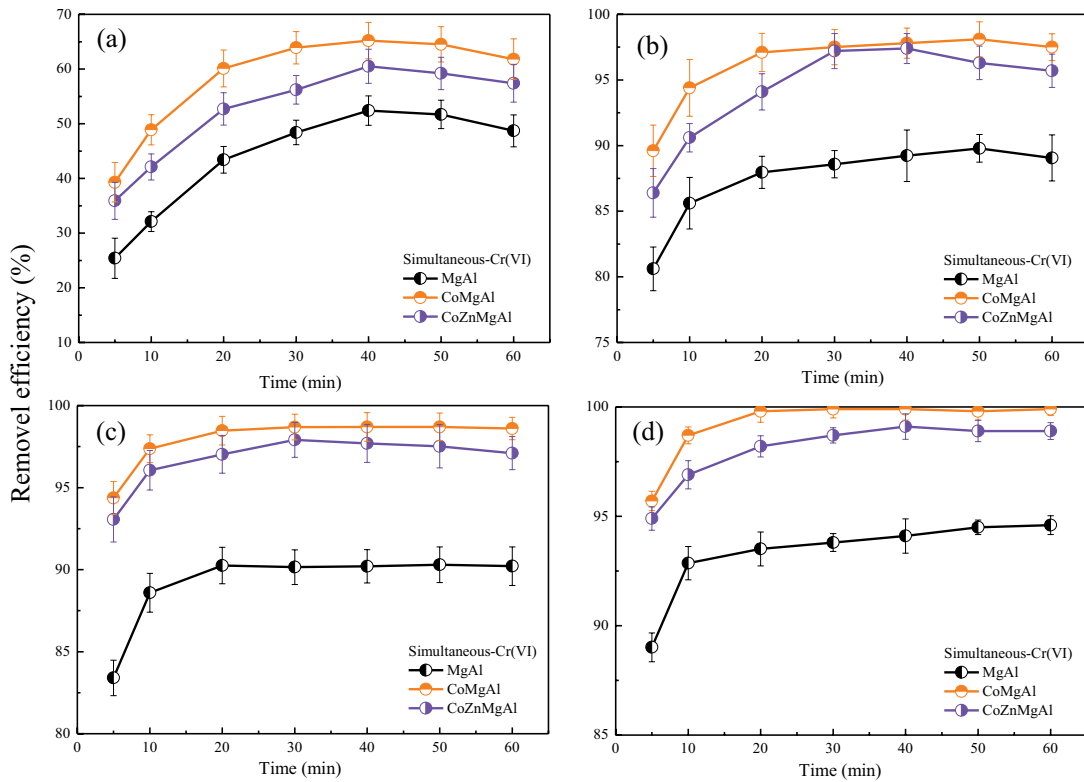 Removel efficiency (%)
(a)
70
60
50
40
30
20
10
0 10 20 30 40 50 60
Time (min)
Simultaneous-Cr(VI)
MgAl
CoMgAl
CoZnMgAl
(b)
100
95
90
85
80
75
0 10 20 30 40 50 60
Time (min)
Simultaneous-Cr(VI)
MgAl
CoMgAl
CoZnMgAl
(c)
100
95
90
85
80
0 10 20 30 40 50 60
Time (min)
Simultaneous-Cr(VI)
MgAl
CoMgAl
CoZnMgAl
(d)
100
95
90
85
0 10 20 30 40 50 60
Time (min)
Simultaneous-Cr(VI)
MgAl
CoMgAl
CoZnMgAl